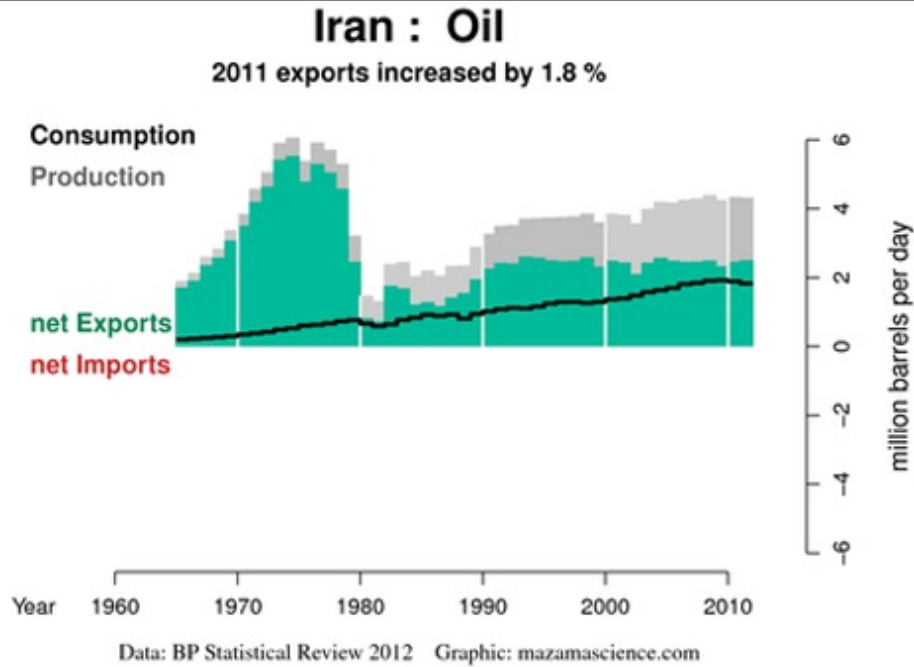 Iran : Oil
2011 exports increased by 1.8 %
Consumption
Production
net Exports
net Imports
6
4
2
0
−2
−4
−6
million barrels per day
Year 1960 1970 1980 1990 2000 2010
Data: BP Statistical Review 2012 Graphic: mazamascience.com